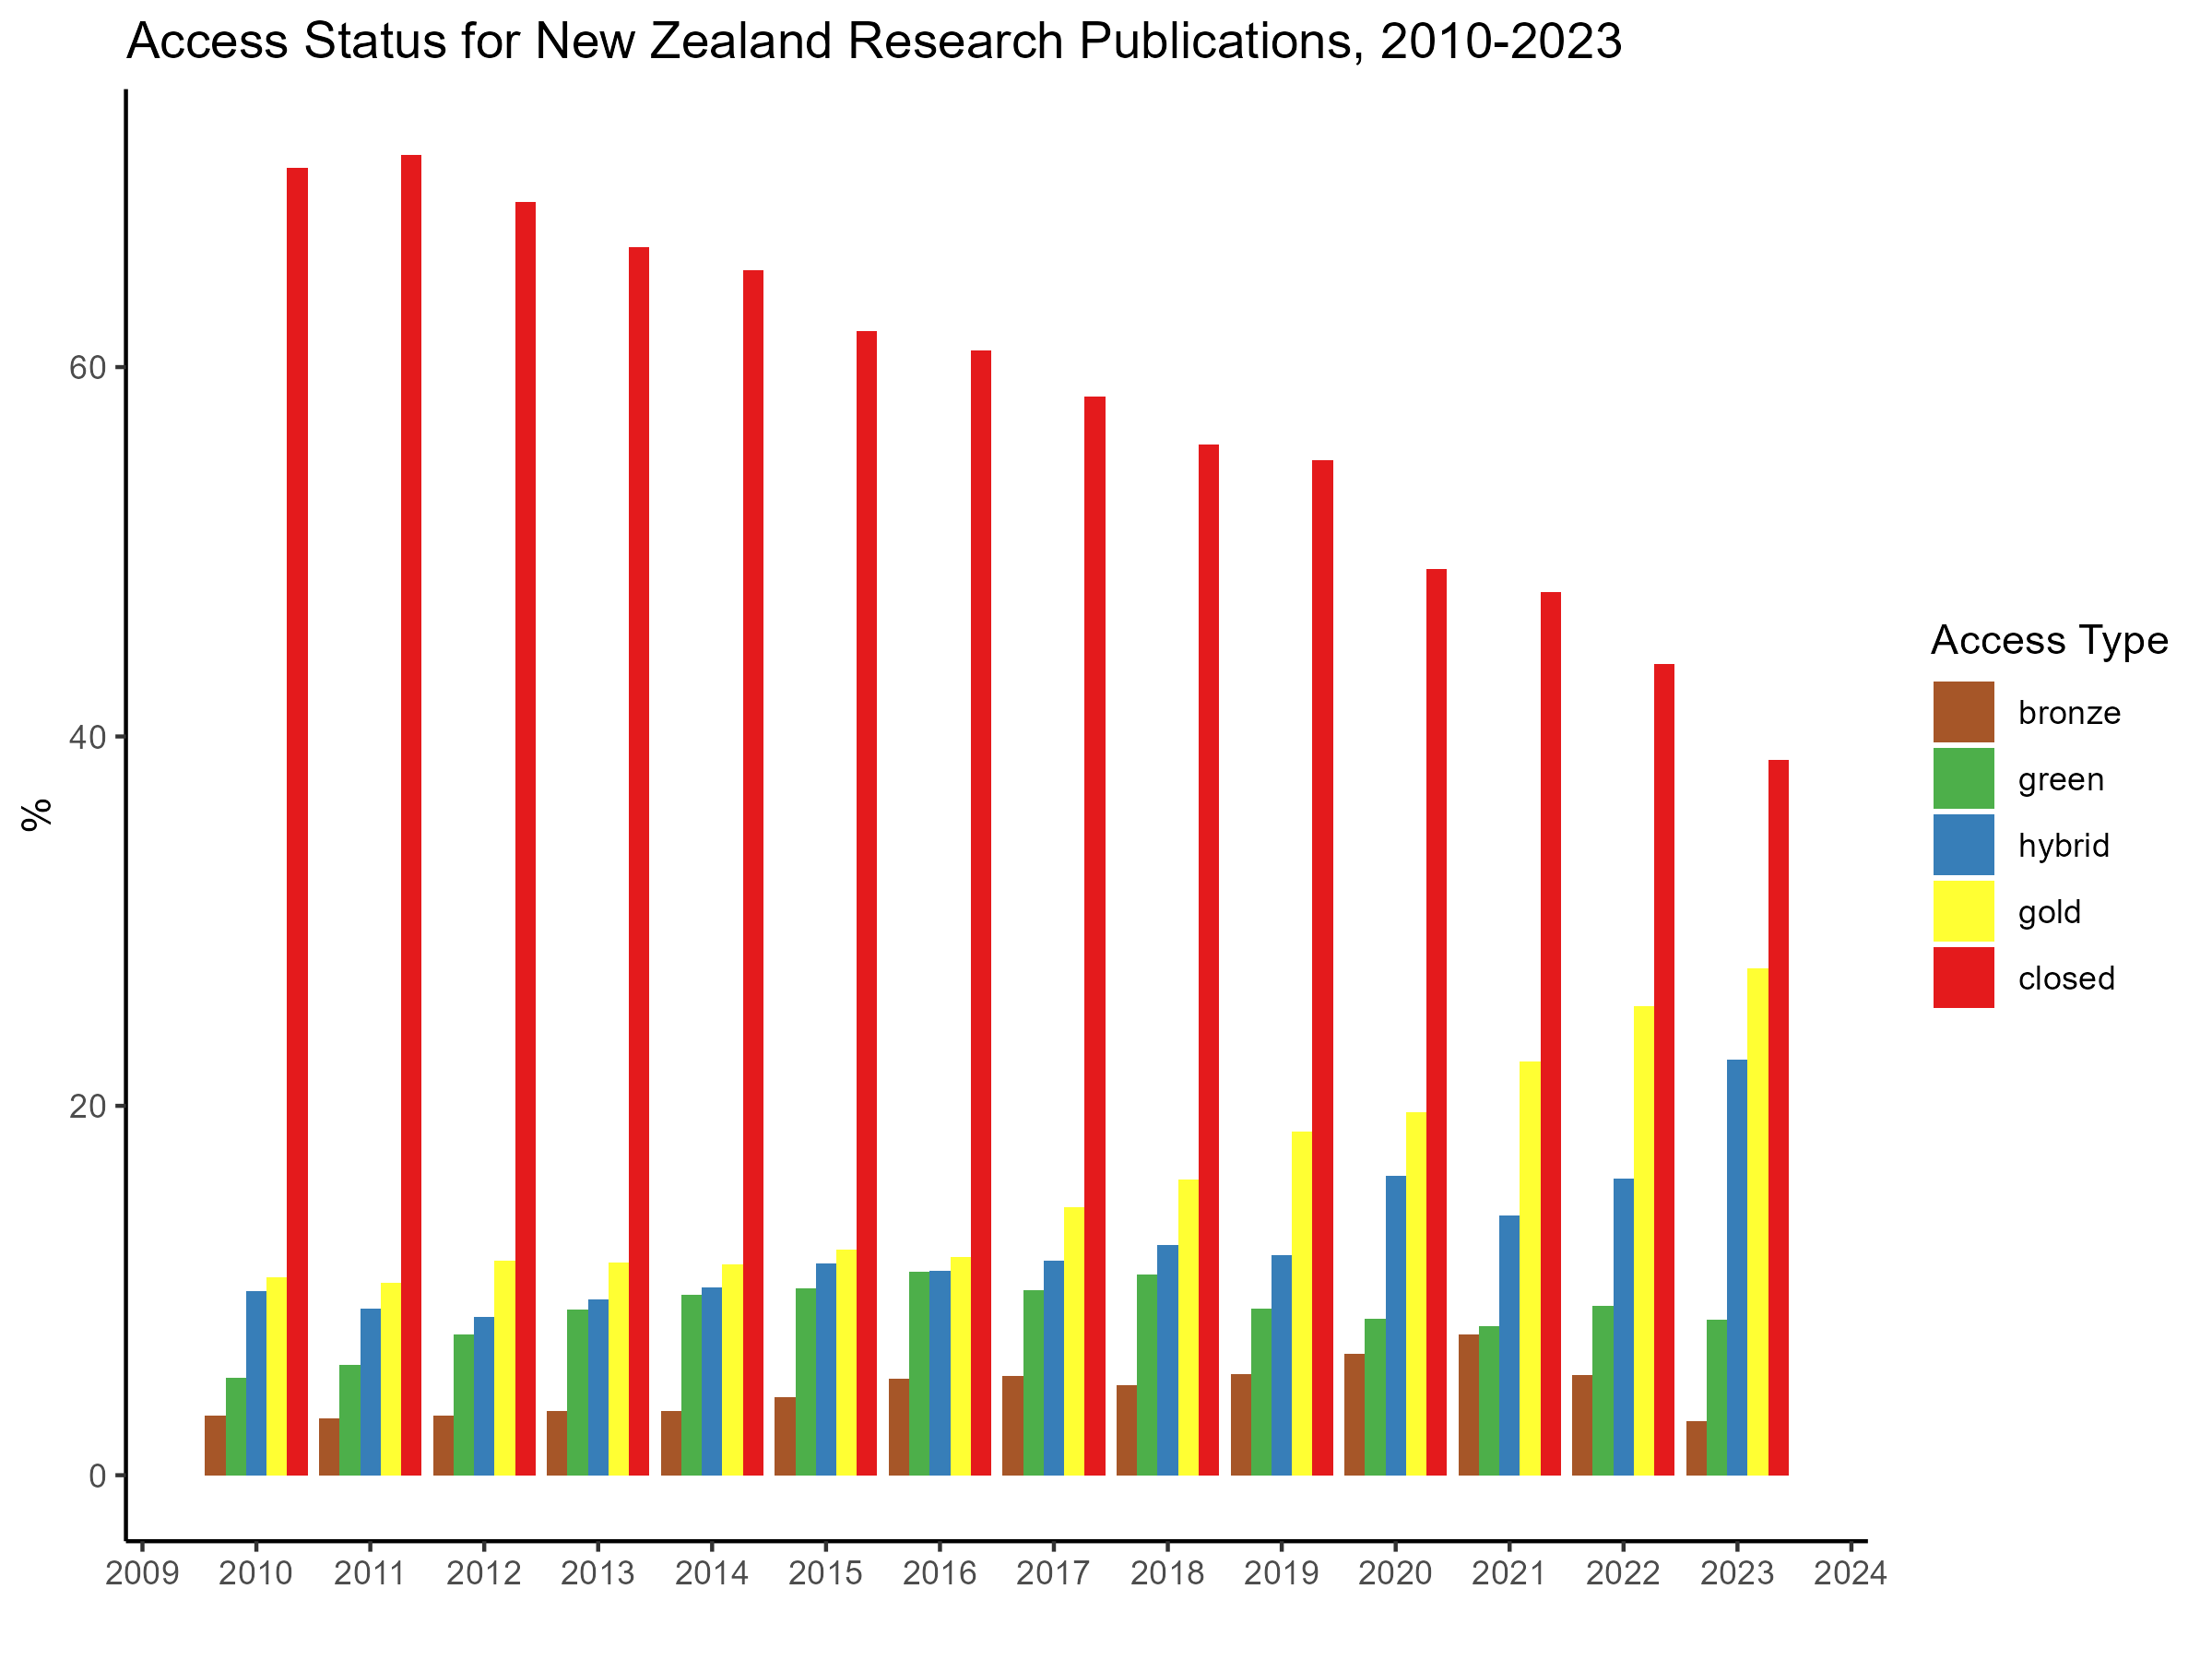 Access Status for New Zealand Research Publications, 2010-2023
60
40
20
0
%
2009 2010 2011 2012 2013 2014 2015 2016 2017 2018 2019 2020 2021 2022 2023 2024
Access Type
bronze
green
hybrid
gold
closed